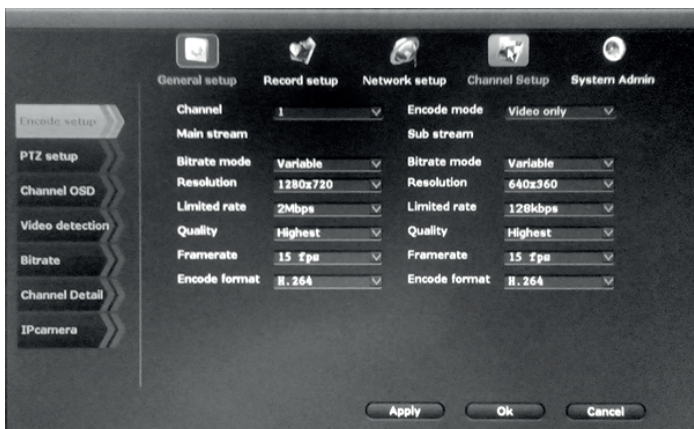 General setup Record setup Network setup Channel Setup System Admin
Encode setup
PTZ setup
Channel OSD
Video detection
Bitrate
Channel Detail
IPcamera
Channel 1 Encode mode Video only
Main stream Sub stream
Bitrate mode Variable Bitrate mode Variable
Resolution 1280x720 Resolution 640x360
Limited rate 2Mbps Limited rate 128kbps
Quality Highest Quality Highest
Framerate 15 fps Framerate 15 fps
Encode format H.264 Encode format H.264
Apply Ok Cancel